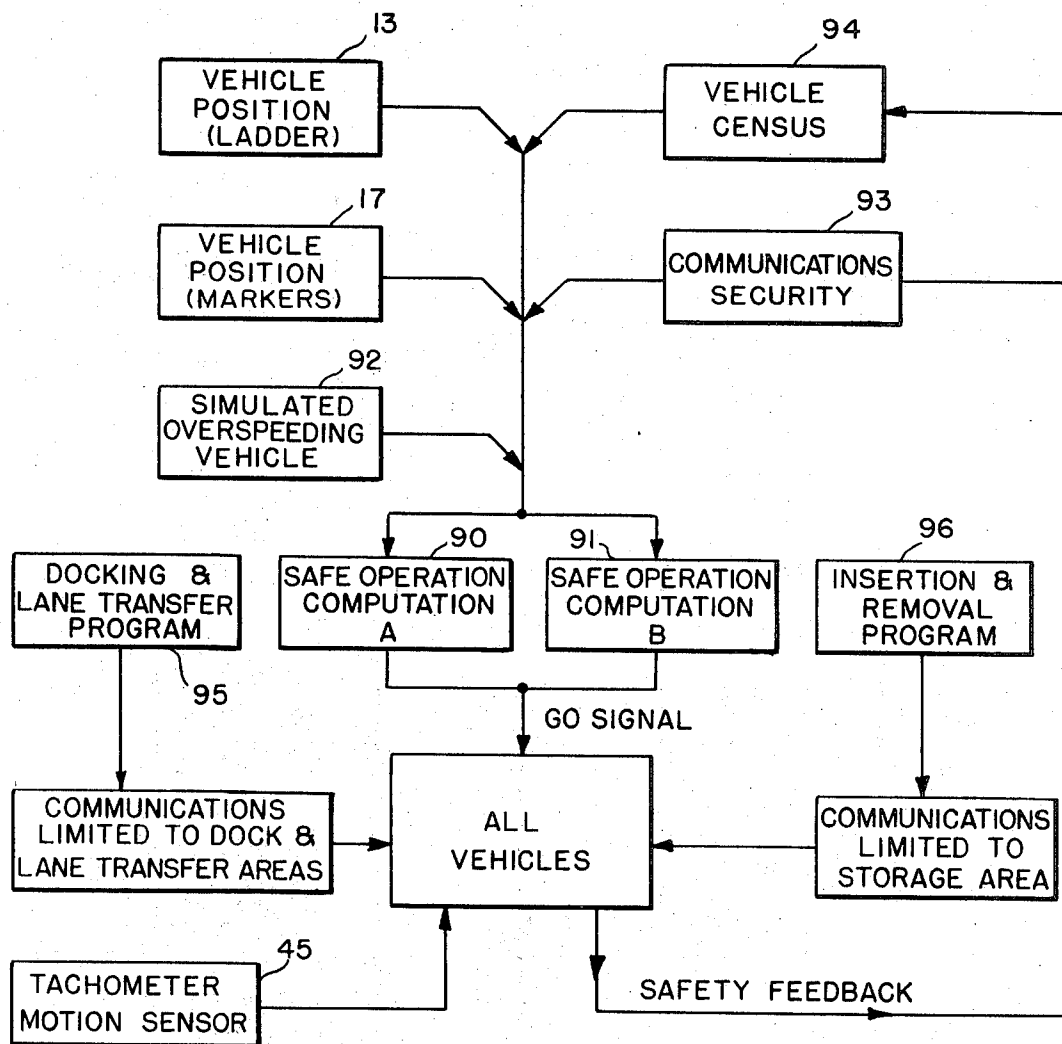 13
VEHICLE
POSITION
(LADDER)
94
VEHICLE
CENSUS
17
VEHICLE
POSITION
(MARKERS)
93
COMMUNICATIONS
SECURITY
92
SIMULATED
OVERSPEEDING
VEHICLE
95
DOCKING &
LANE TRANSFER
PROGRAM
90
SAFE OPERATION
COMPUTATION
A
91
SAFE OPERATION
COMPUTATION
B
96
INSERTION &
REMOVAL
PROGRAM
GO SIGNAL
COMMUNICATIONS
LIMITED TO DOCK &
LANE TRANSFER AREAS
ALL
VEHICLES
COMMUNICATIONS
LIMITED TO
STORAGE AREA
45
TACHOMETER
MOTION SENSOR
SAFETY FEEDBACK